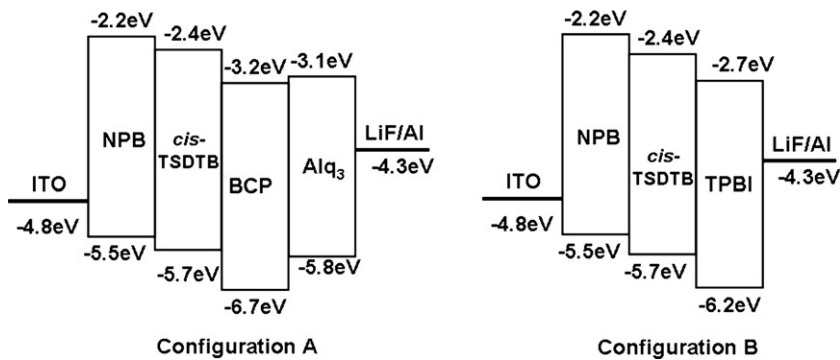 -2.2eV
-2.4eV
-3.2eV
-3.1eV
NPB
cis-
TSDTB
BCP
Alq3
LiF/Al
-4.3eV
ITO
-4.8eV
-5.5eV
-5.7eV
-5.8eV
-6.7eV
Configuration A
-2.2eV
-2.4eV
-2.7eV
NPB
cis-
TSDTB
TPBI
LiF/Al
-4.3eV
ITO
-4.8eV
-5.5eV
-5.7eV
-6.2eV
Configuration B